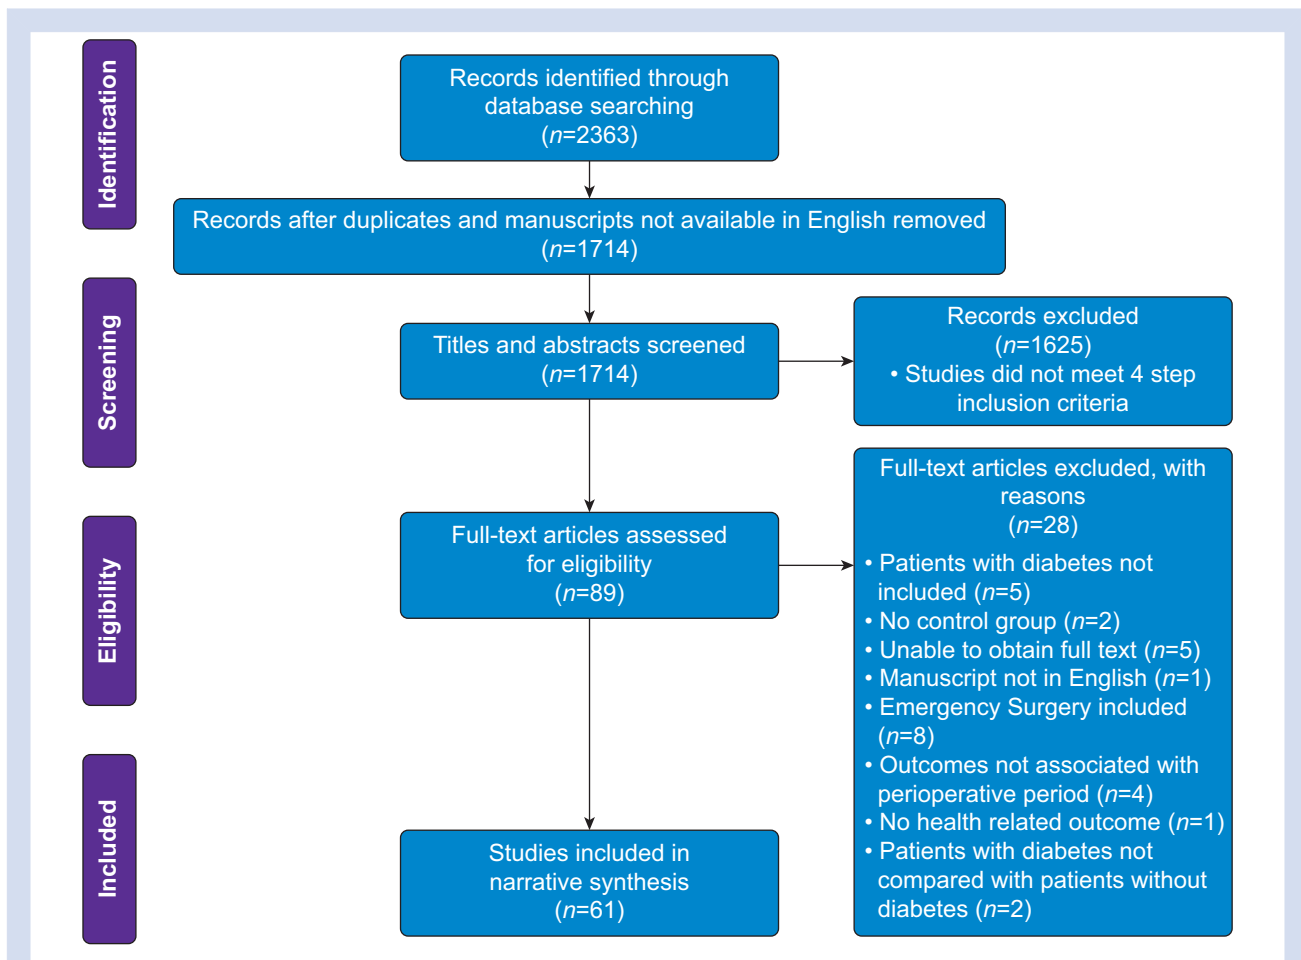 Identification
Records identified through
database searching
(n=2363)
Records after duplicates and manuscripts not available in English removed
(n=1714)
Screening
Titles and abstracts screened
(n=1714)
Records excluded
(n=1625)
• Studies did not meet 4 step
inclusion criteria
Eligibility
Full-text articles assessed
for eligibility
(n=89)
Full-text articles excluded, with
reasons
(n=28)
• Patients with diabetes not
included (n=5)
• No control group (n=2)
• Unable to obtain full text (n=5)
• Manuscript not in English (n=1)
• Emergency Surgery included
(n=8)
• Outcomes not associated with
perioperative period (n=4)
• No health related outcome (n=1)
• Patients with diabetes not
compared with patients without
diabetes (n=2)
Included
Studies included in
narrative synthesis
(n=61)